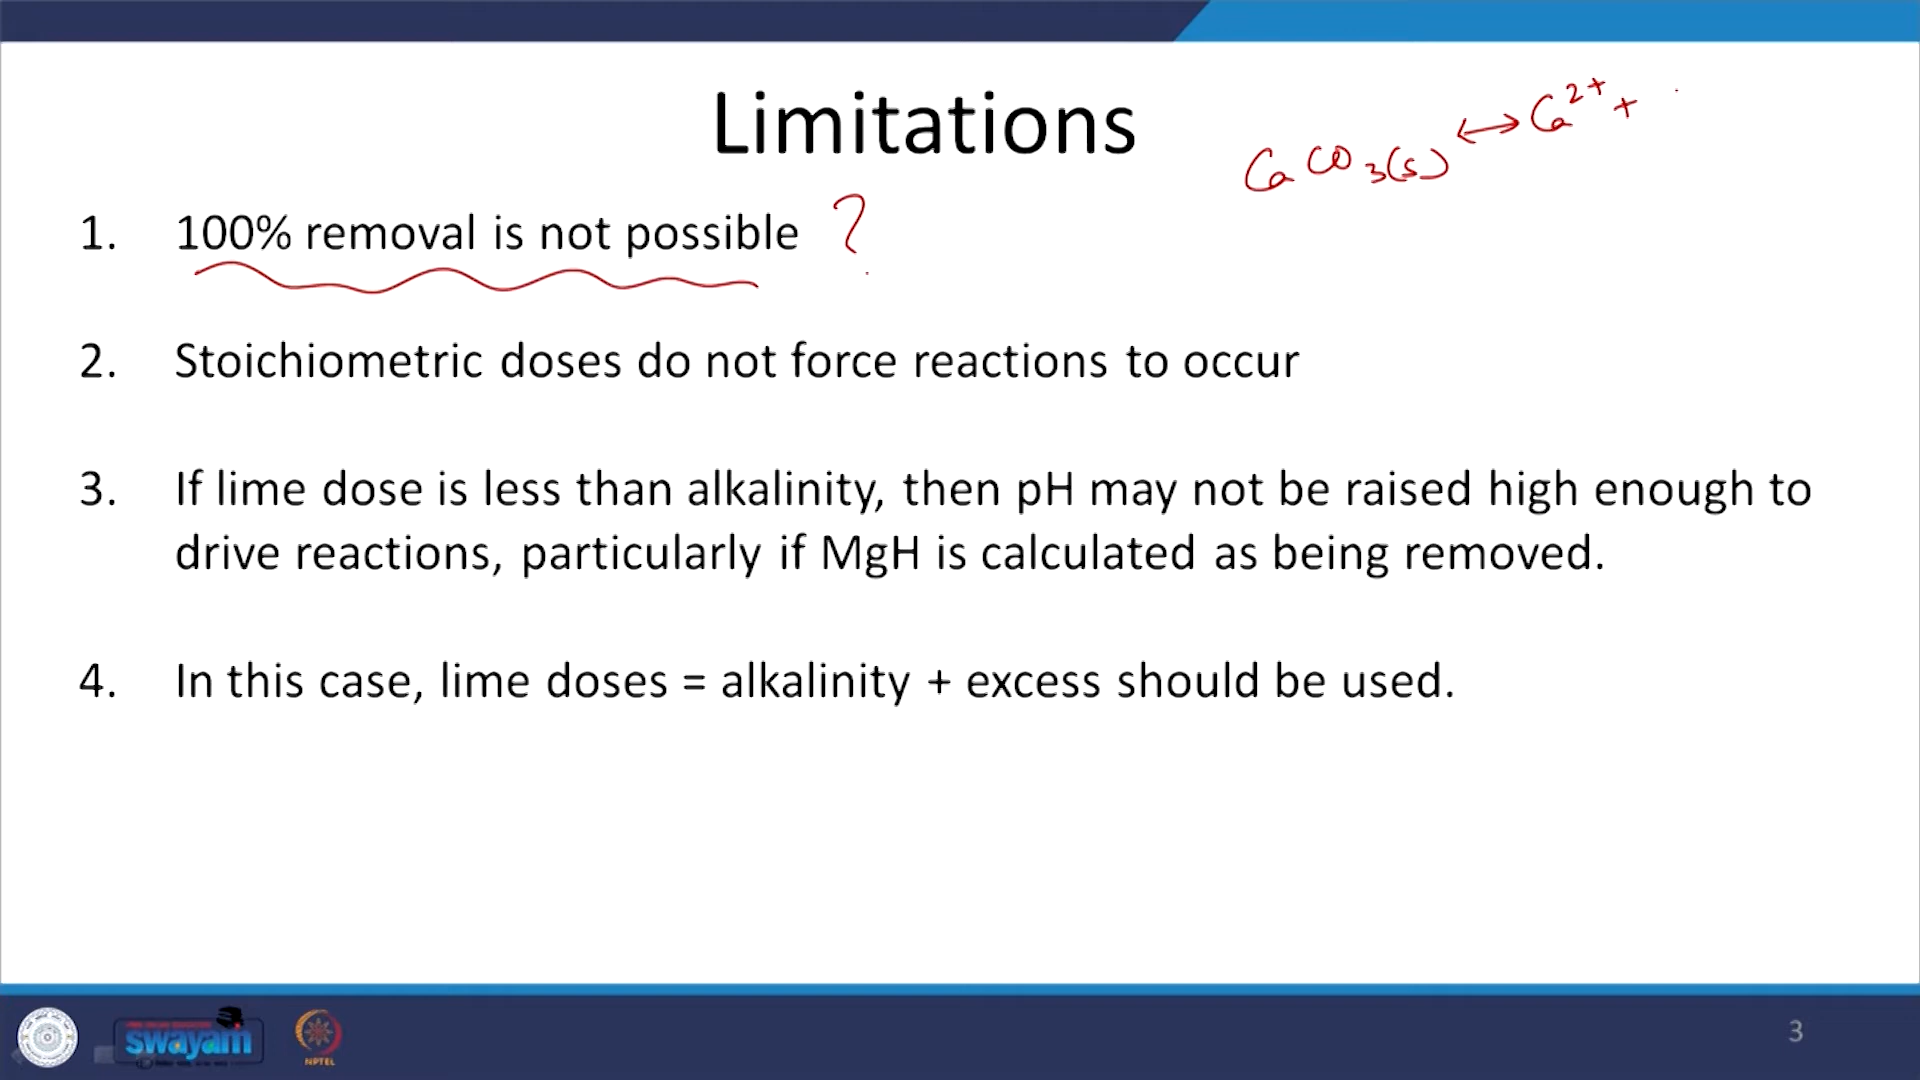 Limitations
CaCO3(s) ↔ Ca2+ +
1. 100% removal is not possible ?
2. Stoichiometric doses do not force reactions to occur
3. If lime dose is less than alkalinity, then pH may not be raised high enough to
drive reactions, particularly if MgH is calculated as being removed.
4. In this case, lime doses = alkalinity + excess should be used.
swayam
NPTEL
3